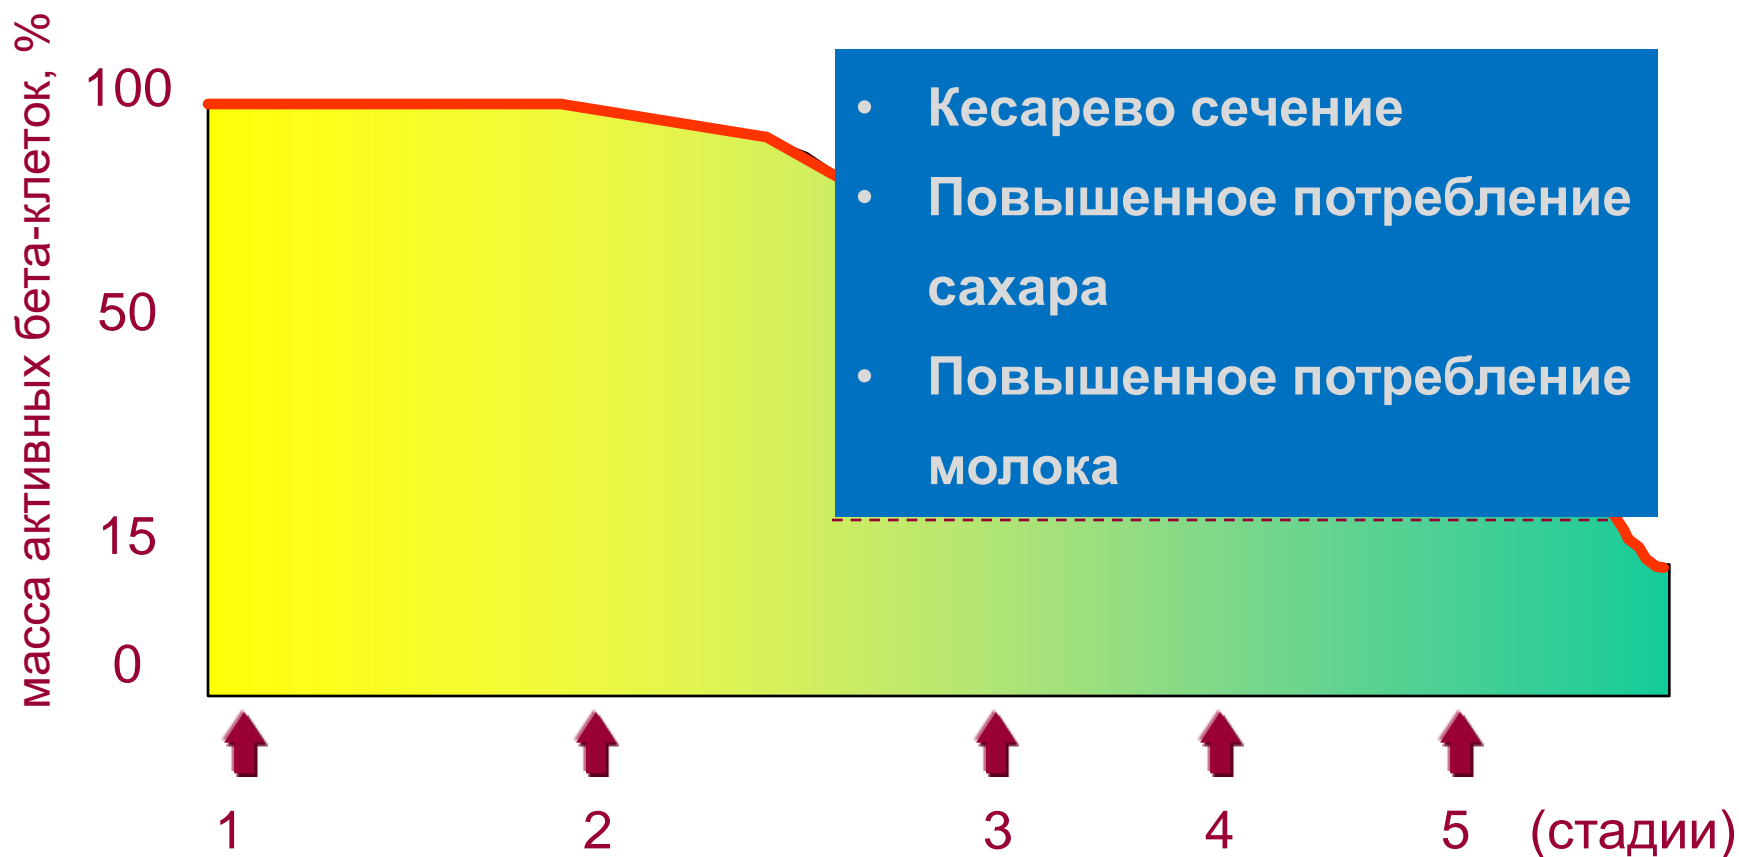 масса активных бета-клеток, %
100
50
15
0
• Кесарево сечение
• Повышенное потребление
сахара
• Повышенное потребление
молока
1 2 3 4 5 (стадии)